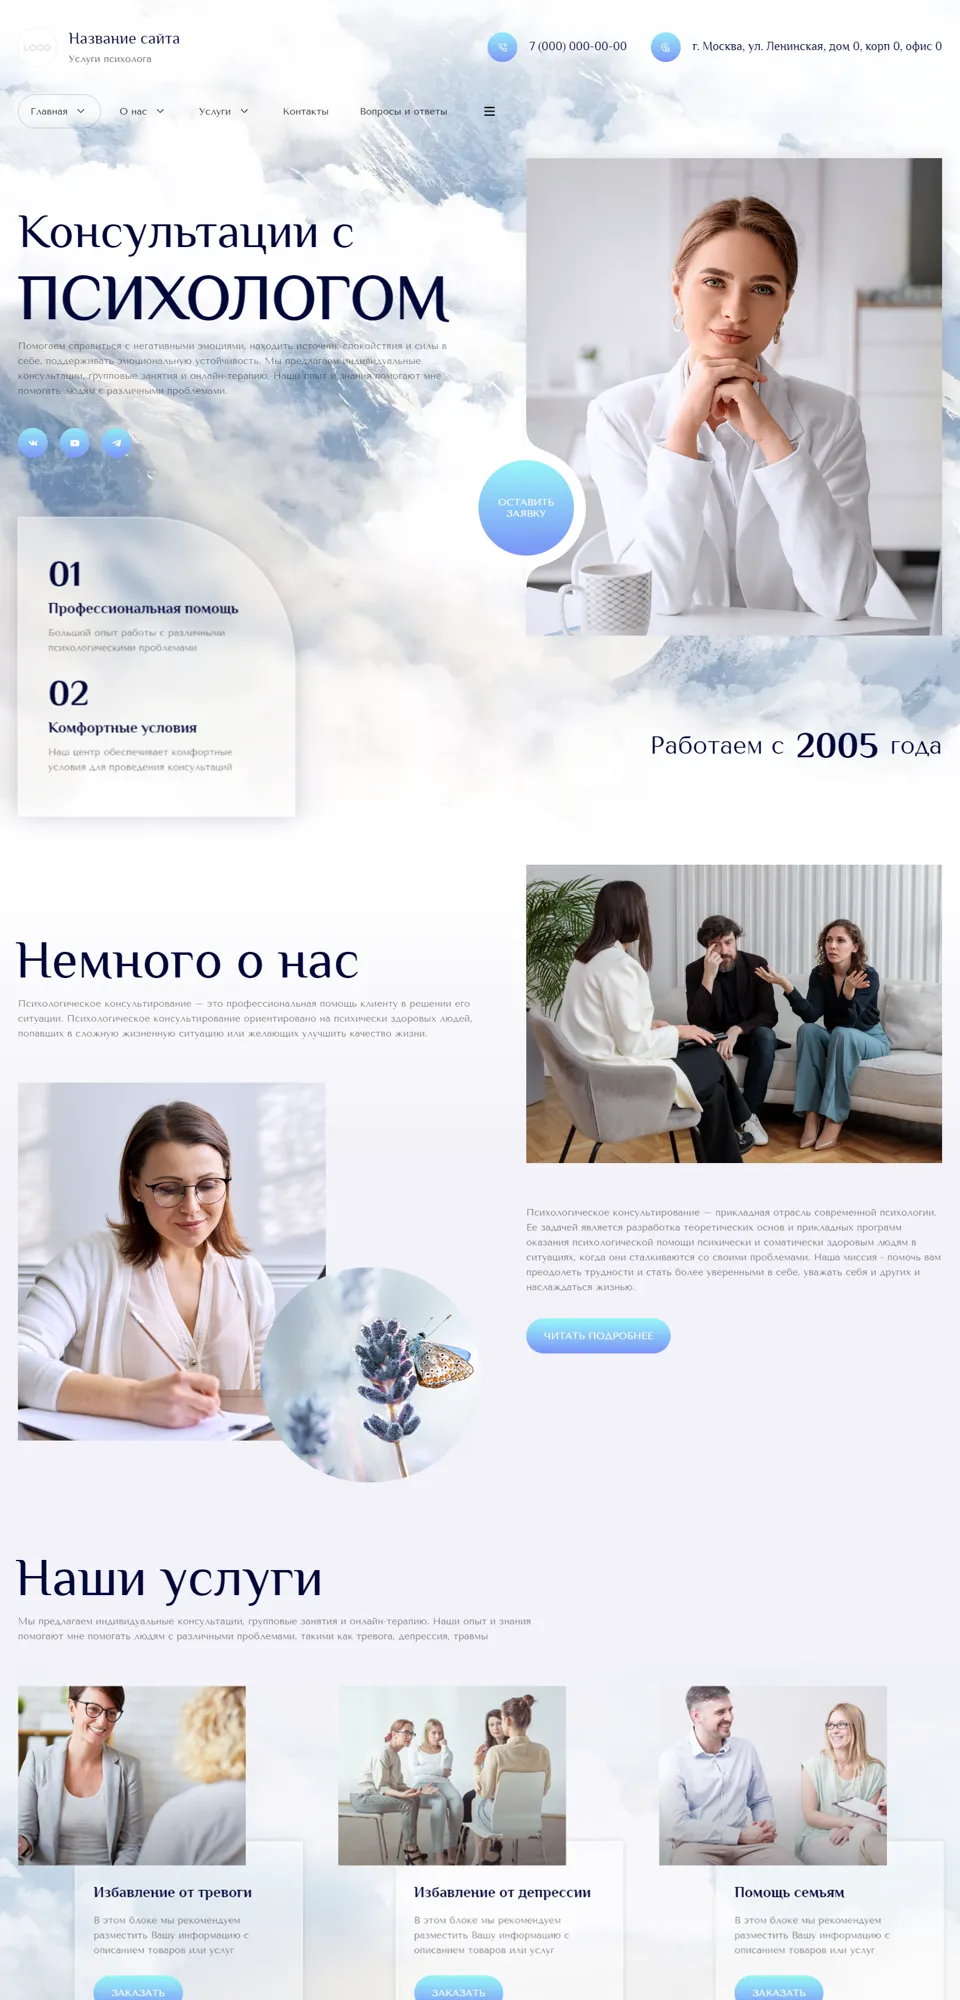 LOGO
Название сайта
Услуги психолога
7 (000) 000-00-00
г. Москва, ул. Ленинская, дом 0, корп 0, офис 0
Главная
О нас
Услуги
Контакты
Вопросы и ответы
Консультации с
ПСИХОЛОГОМ
Помогаем справиться с негативными эмоциями, находить источник спокойствия и силы в
себе, поддерживать эмоциональную устойчивость. Мы предлагаем индивидуальные
консультации, групповые занятия и онлайн-терапию. Наши опыт и знания помогают мне
помогать людям с различными проблемами.
ОСТАВИТЬ
ЗАЯВКУ
01
Профессиональная помощь
Большой опыт работы с различными
психологическими проблемами
02
Комфортные условия
Наш центр обеспечивает комфортные
условия для проведения консультаций
Работаем с 2005 года
Немного о нас
Психологическое консультирование — это профессиональная помощь клиенту в решении его
ситуации. Психологическое консультирование ориентировано на психически здоровых людей,
попавших в сложную жизненную ситуацию или желающих улучшить качество жизни.
Психологическое консультирование — прикладная отрасль современной психологии.
Ее задачей является разработка теоретических основ и прикладных программ
оказания психологической помощи психически и соматически здоровым людям в
ситуациях, когда они сталкиваются со своими проблемами. Наша миссия - помочь вам
преодолеть трудности и стать более уверенными в себе, уважать себя и других и
наслаждаться жизнью.
ЧИТАТЬ ПОДРОБНЕЕ
Наши услуги
Мы предлагаем индивидуальные консультации, групповые занятия и онлайн-терапию. Наши опыт и знания
помогают мне помогать людям с различными проблемами, такими как тревога, депрессия, травмы
Избавление от тревоги
В этом блоке мы рекомендуем
разместить Вашу информацию с
описанием товаров или услуг
ЗАКАЗАТЬ
Избавление от депрессии
В этом блоке мы рекомендуем
разместить Вашу информацию с
описанием товаров или услуг
ЗАКАЗАТЬ
Помощь семьям
В этом блоке мы рекомендуем
разместить Вашу информацию с
описанием товаров или услуг
ЗАКАЗАТЬ